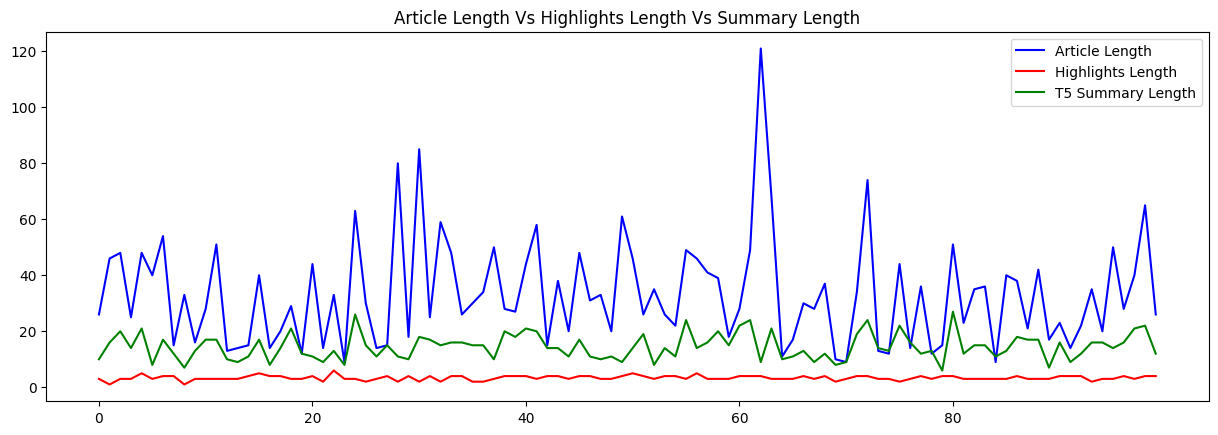 Article Length Vs Highlights Length Vs Summary Length
Article Length
Highlights Length
T5 Summary Length
120
100
80
60
40
20
0
0 20 40 60 80